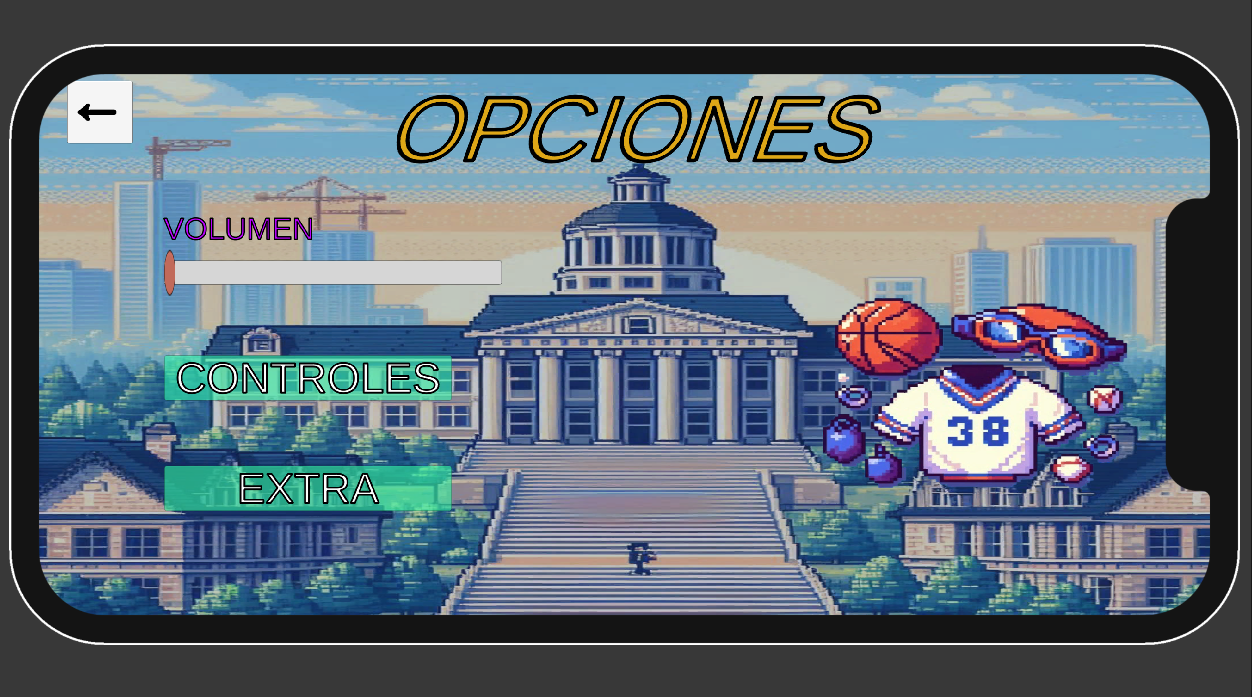 OPCIONES
VOLUMEN
CONTROLES
EXTRA
38